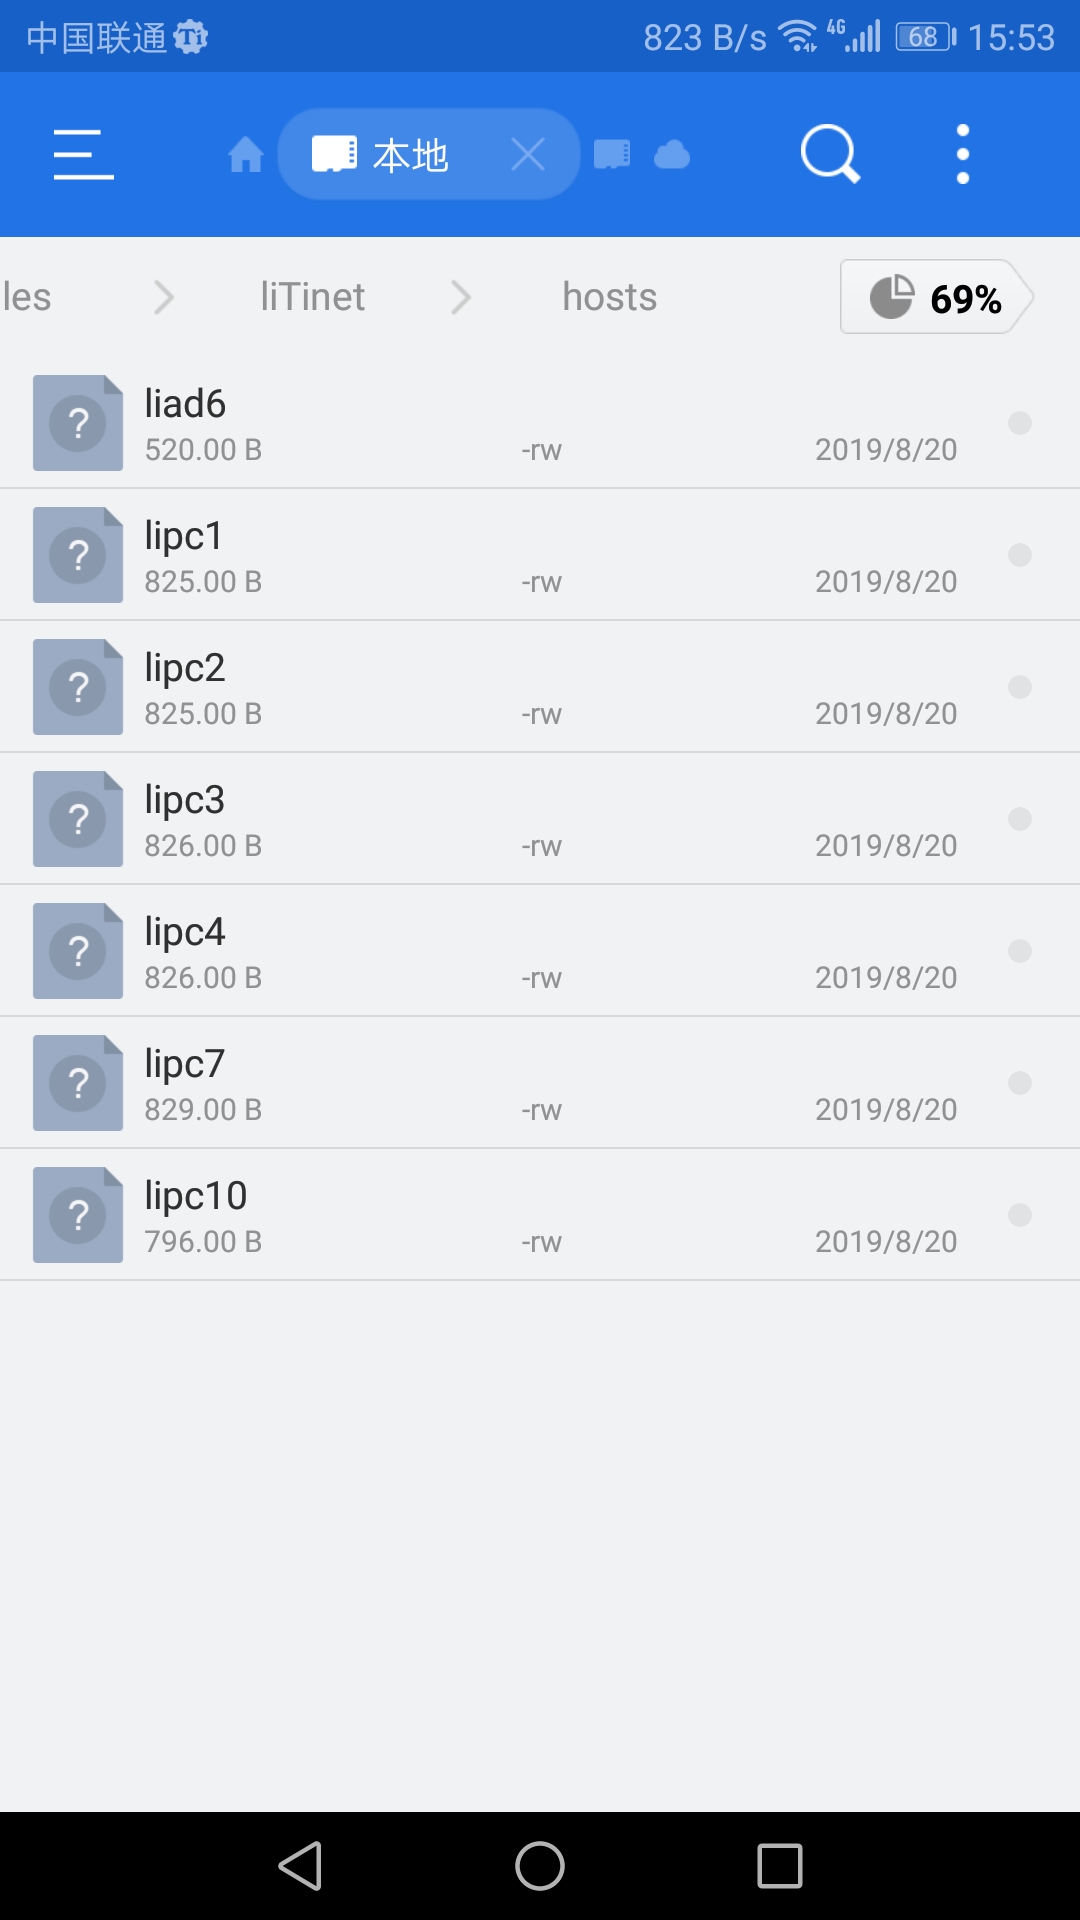 中国联通 Ti 823 B/s 4G 68 15:53
本地
les liTinet hosts 69%
? liad6
520.00 B -rw 2019/8/20
? lipc1
825.00 B -rw 2019/8/20
? lipc2
825.00 B -rw 2019/8/20
? lipc3
826.00 B -rw 2019/8/20
? lipc4
826.00 B -rw 2019/8/20
? lipc7
829.00 B -rw 2019/8/20
? lipc10
796.00 B -rw 2019/8/20